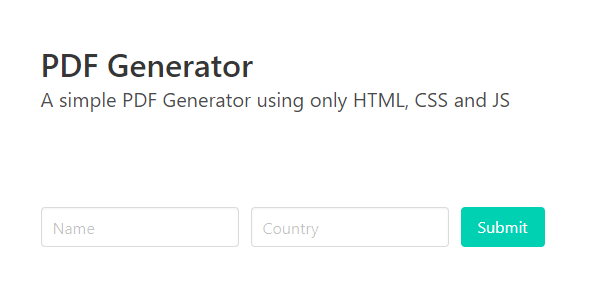 PDF Generator
A simple PDF Generator using only HTML, CSS and JS
Name Country Submit